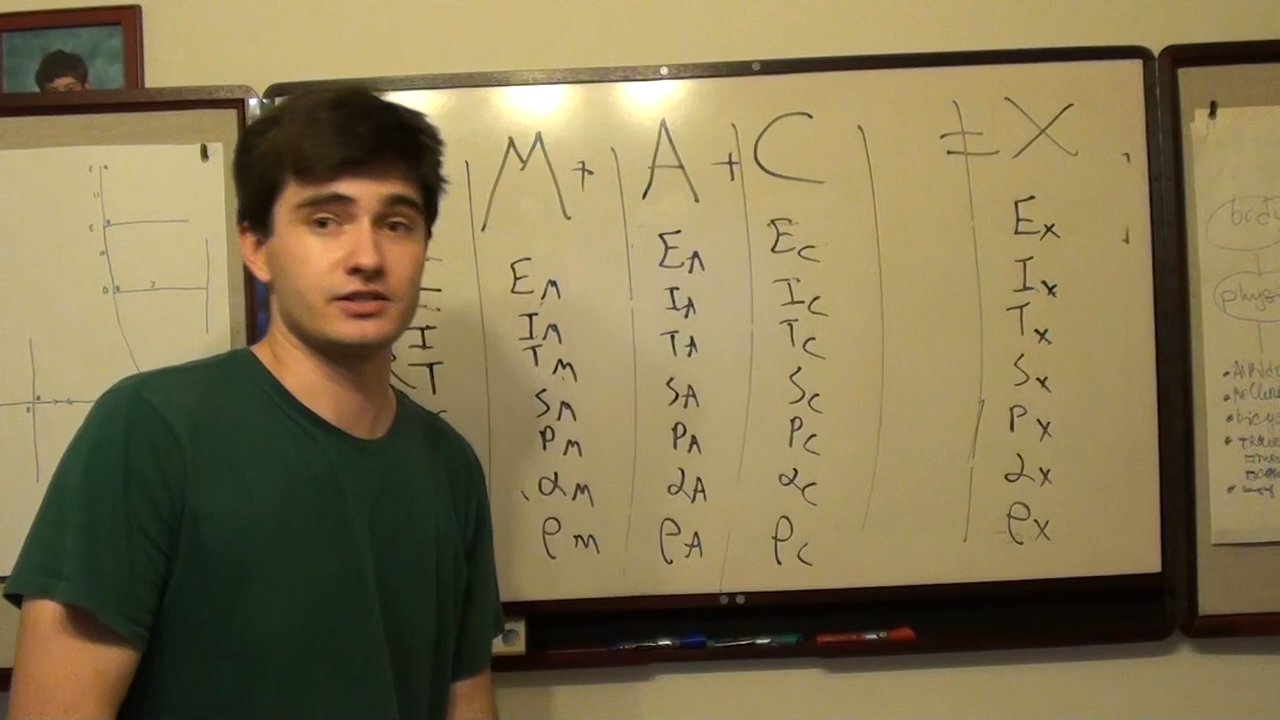 M + A + C ≠ X
E_M E_A E_C E_X
I I_M I_A I_C I_X
T T_M T_A T_C T_X
S_M S_A S_C S_X
P_M P_A P_C P_X
α_M α_A α_C α_X
ρ_M ρ_A ρ_C ρ_X